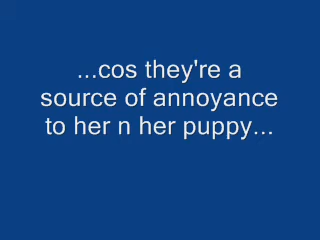 ...cos they're a
source of annoyance
to her n her puppy...